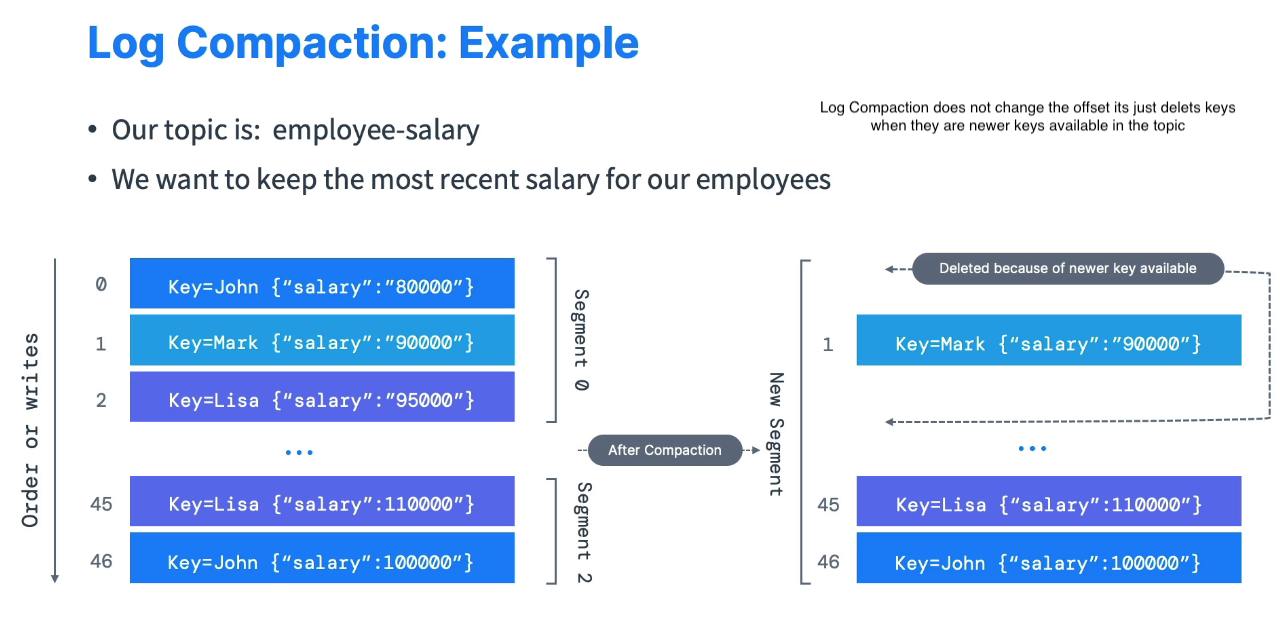 Log Compaction: Example
Log Compaction does not change the offset its just delets keys
when they are newer keys available in the topic
• Our topic is: employee-salary
• We want to keep the most recent salary for our employees
Order or writes
0 Key=John {“salary”:”80000”}
1 Key=Mark {“salary”:”90000”}
2 Key=Lisa {“salary”:”95000”}
Segment 0
...
45 Key=Lisa {“salary”:110000”}
46 Key=John {“salary”:100000”}
Segment 2
After Compaction
New Segment
Deleted because of newer key available
1 Key=Mark {“salary”:”90000”}
...
45 Key=Lisa {“salary”:110000”}
46 Key=John {“salary”:100000”}